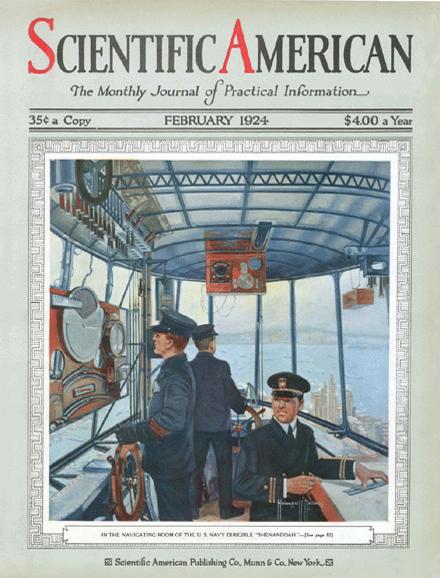 SCIENTIFIC AMERICAN
The Monthly Journal of Practical Information
35¢ a Copy FEBRUARY 1924 $4.00 a Year
IN THE NAVIGATING ROOM OF THE U. S. NAVY DIRIGIBLE "SHENANDOAH."—[See page 82]
Scientific American Publishing Co., Munn & Co., New York.